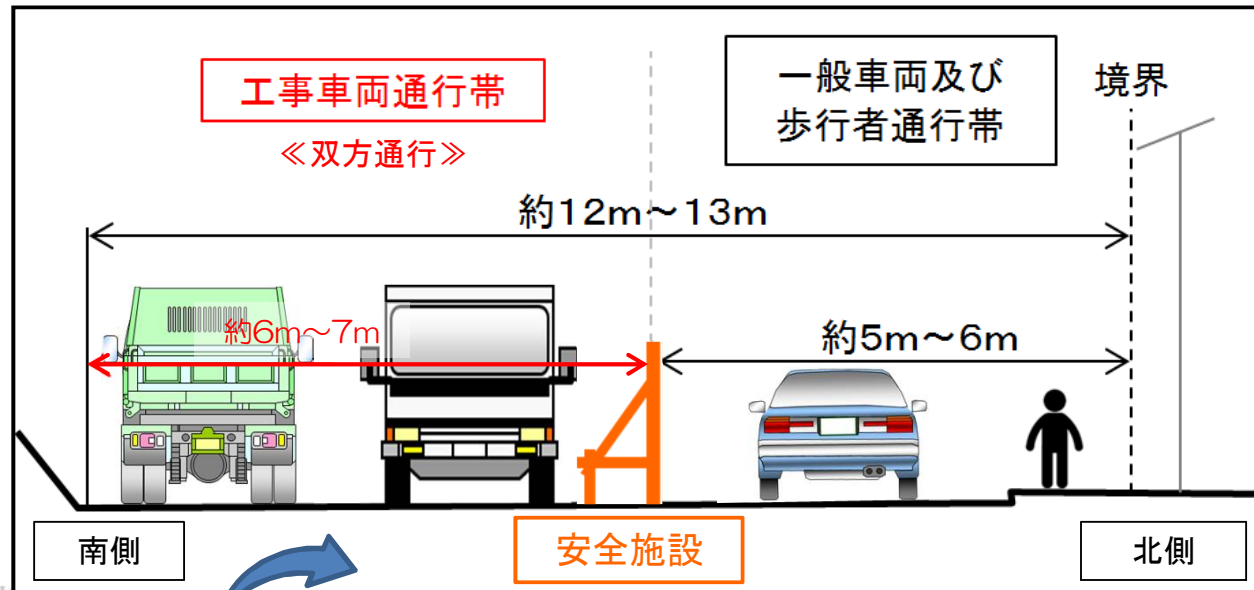 工事車両通行帯
≪双方通行≫
一般車両及び
歩行者通行帯
境界
約12m～13m
約6m～7m
約5m～6m
南側
安全施設
北側